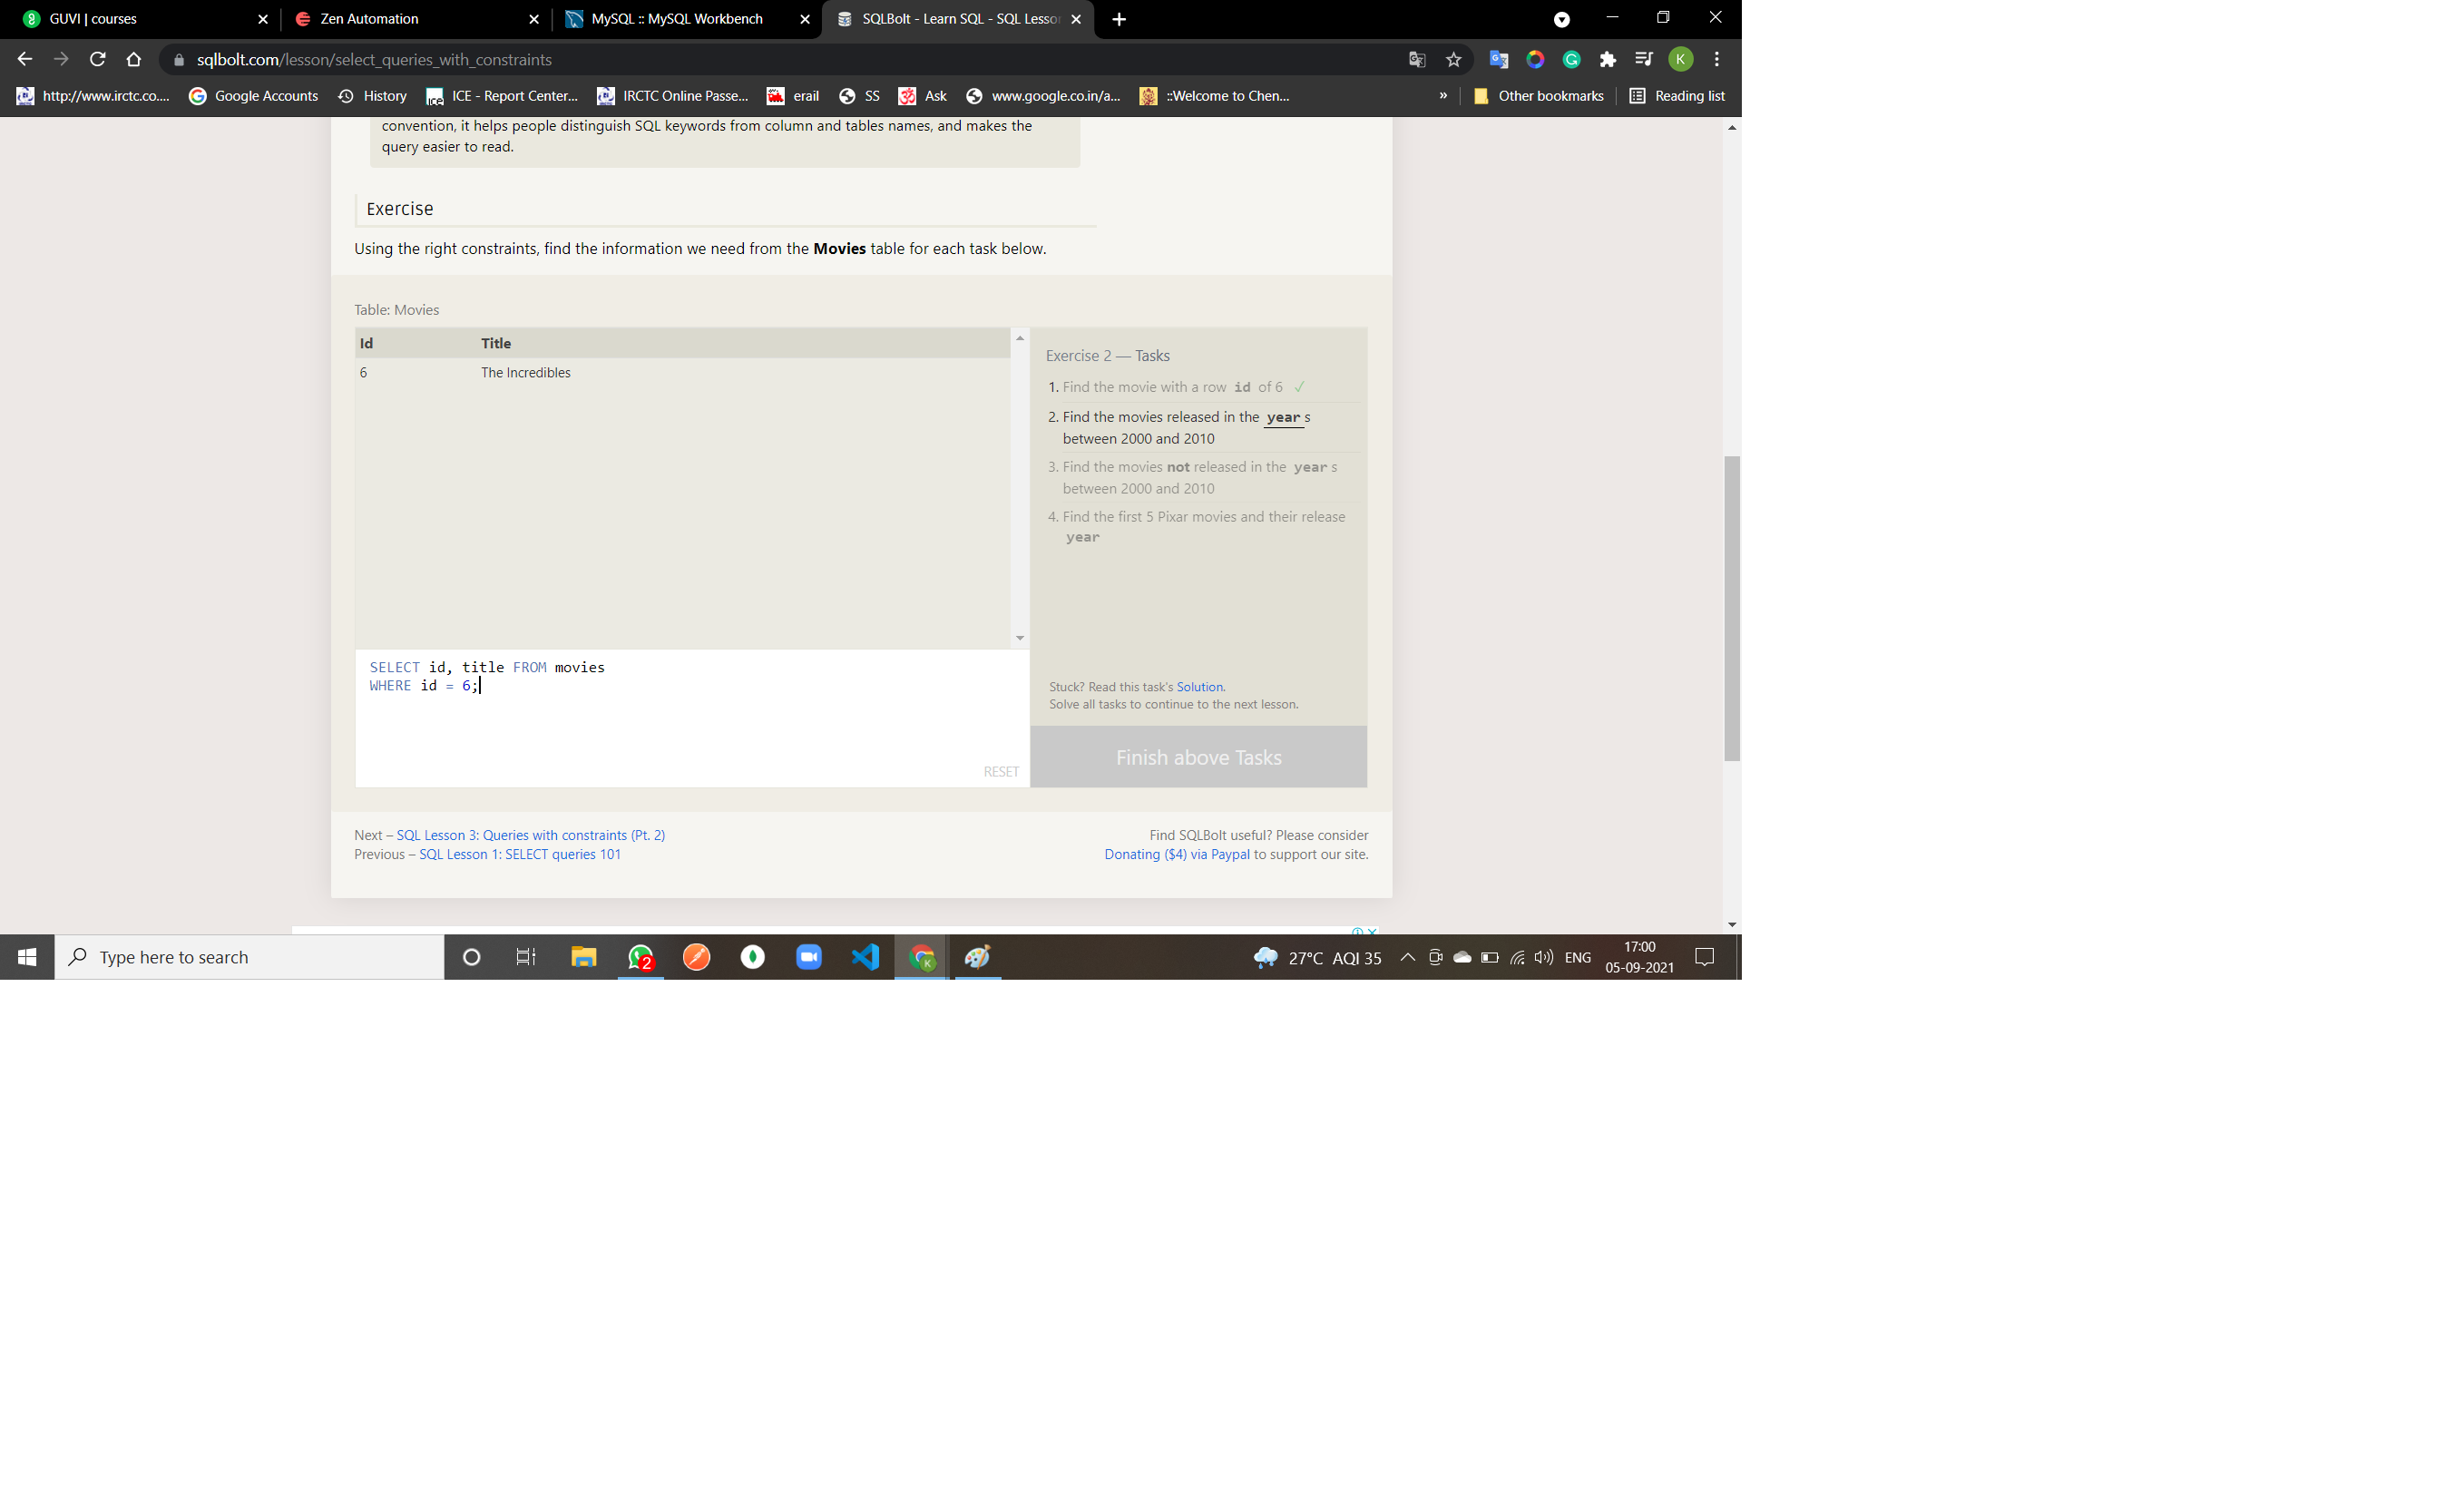 GUVI | courses
Zen Automation
MySQL :: MySQL Workbench
SQLBolt - Learn SQL - SQL Lesso
sqlbolt.com/lesson/select_queries_with_constraints
K
http://www.irctc.co....
Google Accounts
History
ICE - Report Center...
IRCTC Online Passe...
erail
SS
Ask
www.google.co.in/a...
::Welcome to Chen...
»
Other bookmarks
Reading list
convention, it helps people distinguish SQL keywords from column and tables names, and makes the
query easier to read.
Exercise
Using the right constraints, find the information we need from the Movies table for each task below.
Table: Movies
Id Title
6 The Incredibles
Exercise 2 — Tasks
1. Find the movie with a row id of 6 ✓
2. Find the movies released in the year s
between 2000 and 2010
3. Find the movies not released in the year s
between 2000 and 2010
4. Find the first 5 Pixar movies and their release
year
SELECT id, title FROM movies
WHERE id = 6;
RESET
Stuck? Read this task's Solution.
Solve all tasks to continue to the next lesson.
Finish above Tasks
Next – SQL Lesson 3: Queries with constraints (Pt. 2)
Previous – SQL Lesson 1: SELECT queries 101
Find SQLBolt useful? Please consider
Donating ($4) via Paypal to support our site.
Type here to search
2
K
27°C AQI 35
ENG
17:00
05-09-2021